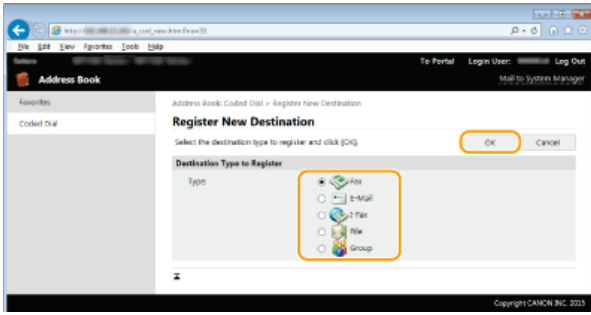 File Edit View Favorites Tools Help
To Portal Login User: Log Out
Address Book
Mail to System Manager
Favorites
Coded Dial
Address Book: Coded Dial > Register New Destination
Register New Destination
Select the destination type to register and click [OK].
OK Cancel
Destination Type to Register
Type:
Fax
E-Mail
I-Fax
File
Group
Copyright CANON INC. 2015